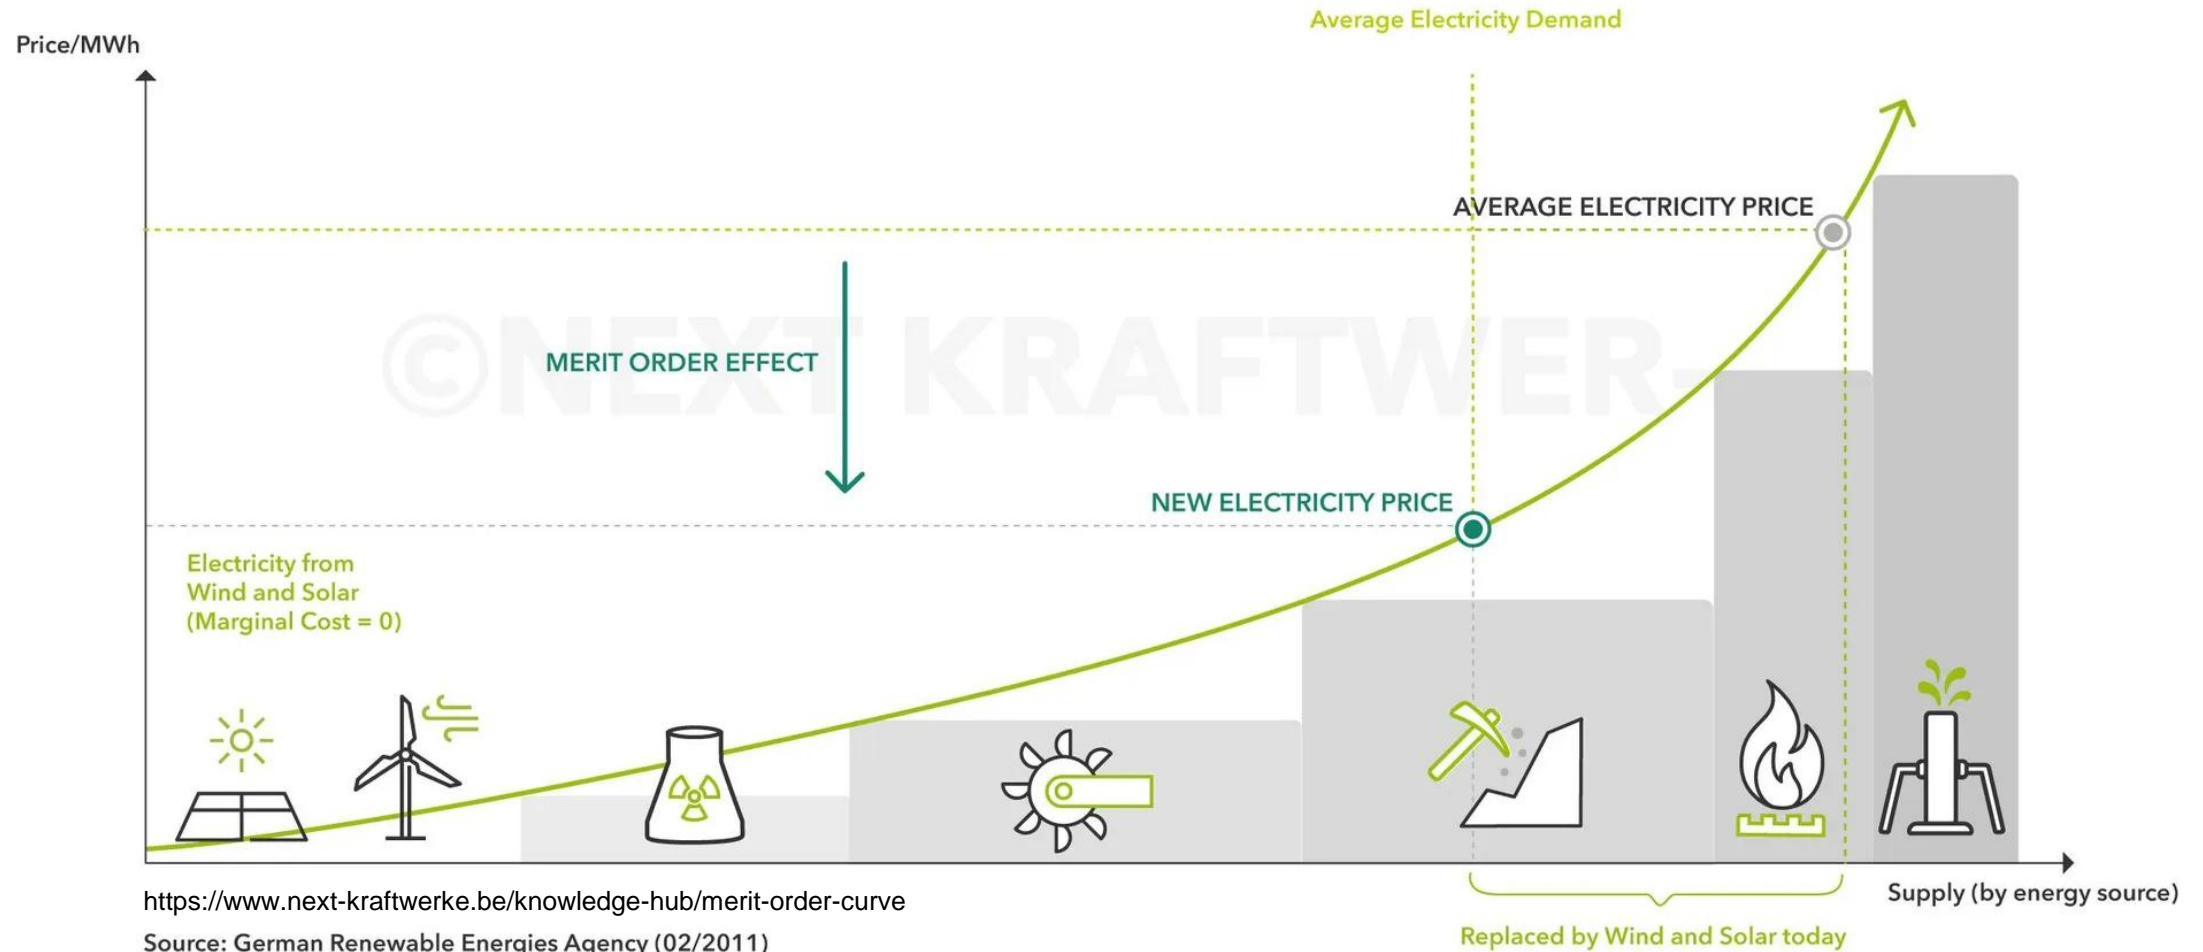 Average Electricity Demand
Price/MWh
AVERAGE ELECTRICITY PRICE
©NEXT KRAFTWER-
MERIT ORDER EFFECT
NEW ELECTRICITY PRICE
Electricity from
Wind and Solar
(Marginal Cost = 0)
https://www.next-kraftwerke.be/knowledge-hub/merit-order-curve
Supply (by energy source)
Source: German Renewable Energies Agency (02/2011)
Replaced by Wind and Solar today